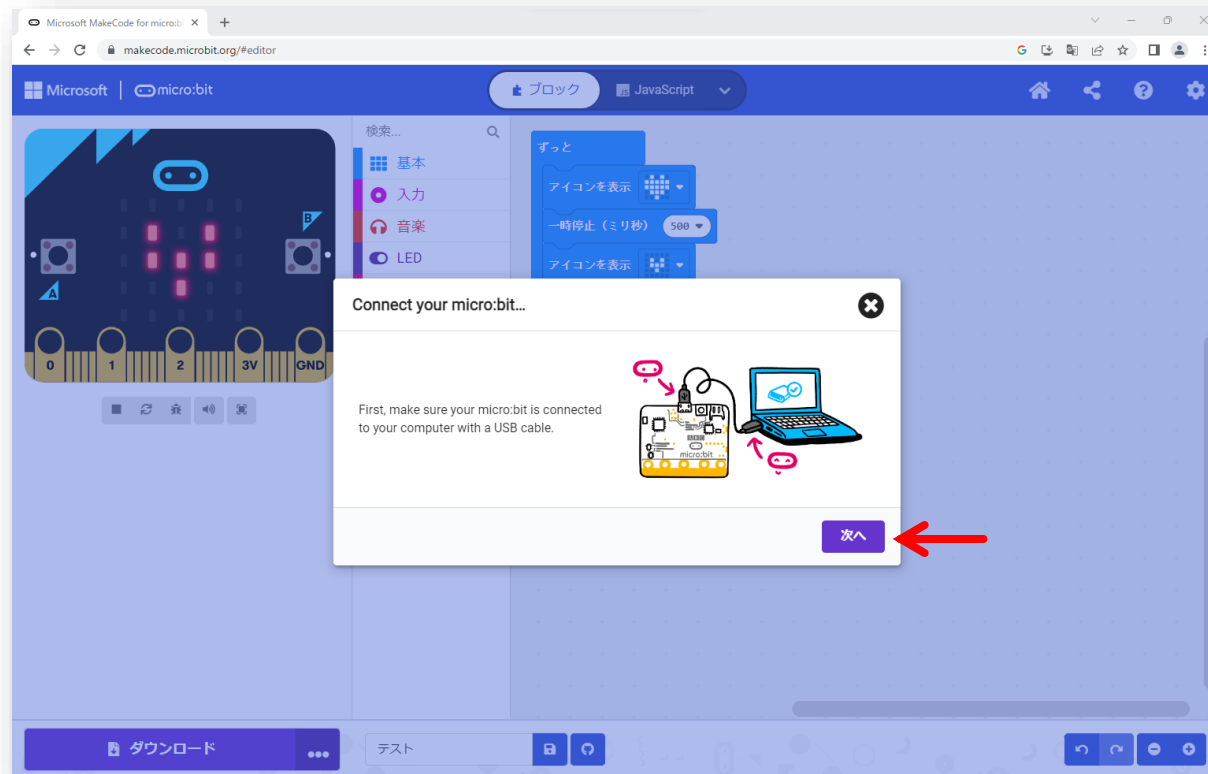 Microsoft MakeCode for micro:b
makecode.microbit.org/#editor
Microsoft
micro:bit
ブロック
JavaScript
検索...
基本
入力
音楽
LED
ずっと
アイコンを表示
一時停止（ミリ秒） 500
アイコンを表示
B
A
0 1 2 3V GND
Connect your micro:bit...
First, make sure your micro:bit is connected
to your computer with a USB cable.
BBC
micro:bit
次へ
ダウンロード
テスト